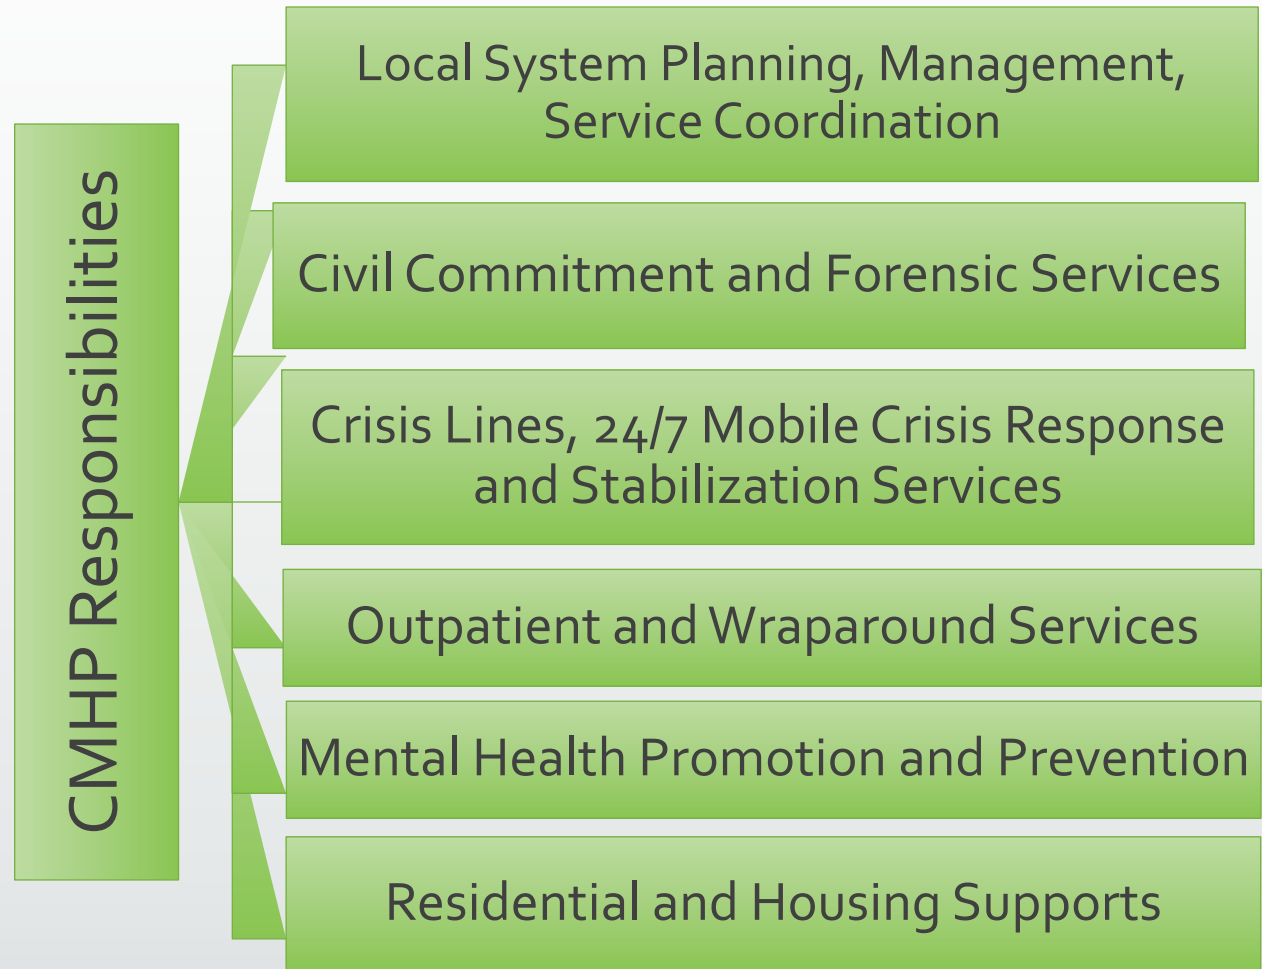 CMHP Responsibilities
Local System Planning, Management,
Service Coordination
Civil Commitment and Forensic Services
Crisis Lines, 24/7 Mobile Crisis Response
and Stabilization Services
Outpatient and Wraparound Services
Mental Health Promotion and Prevention
Residential and Housing Supports